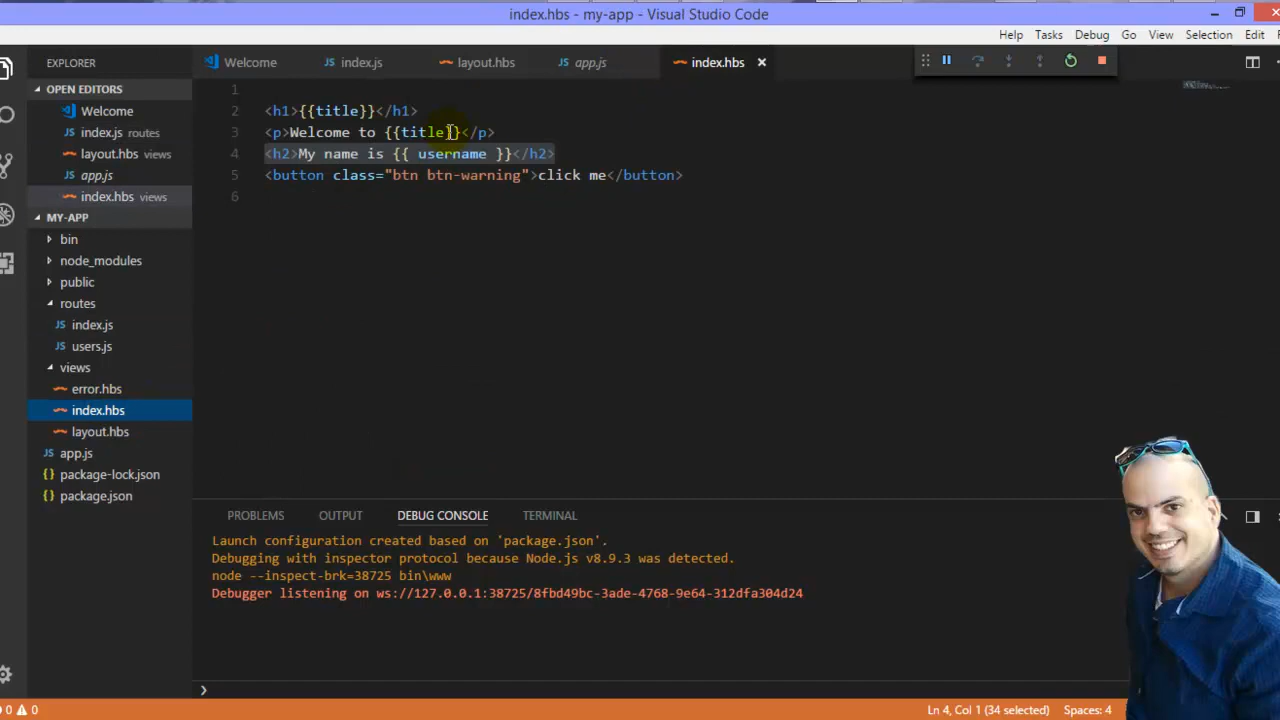 index.hbs - my-app - Visual Studio Code
Help Tasks Debug Go View Selection Edit
EXPLORER
Welcome index.js layout.hbs app.js index.hbs
OPEN EDITORS
Welcome
index.js routes
layout.hbs views
app.js
index.hbs views
MY-APP
bin
node_modules
public
routes
index.js
users.js
views
error.hbs
index.hbs
layout.hbs
app.js
package-lock.json
package.json
1
2 <h1>{{title}}</h1>
3 <p>Welcome to {{title}}</p>
4 <h2>My name is {{ username }}</h2>
5 <button class="btn btn-warning">click me</button>
6
PROBLEMS OUTPUT DEBUG CONSOLE TERMINAL
Launch configuration created based on 'package.json'.
Debugging with inspector protocol because Node.js v8.9.3 was detected.
node --inspect-brk=38725 bin\www
Debugger listening on ws://127.0.0.1:38725/8fbd49bc-3ade-4768-9e64-312dfa304d24
0 0 Ln 4, Col 1 (34 selected) Spaces: 4